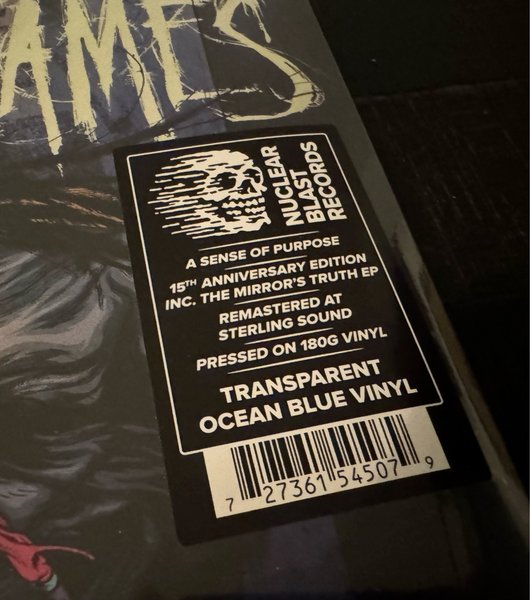 AMES
NUCLEAR
BLAST
RECORDS
A SENSE OF PURPOSE
15TH ANNIVERSARY EDITION
INC. THE MIRROR'S TRUTH EP
REMASTERED AT
STERLING SOUND
PRESSED ON 180G VINYL
TRANSPARENT
OCEAN BLUE VINYL
7 27361 54507 9